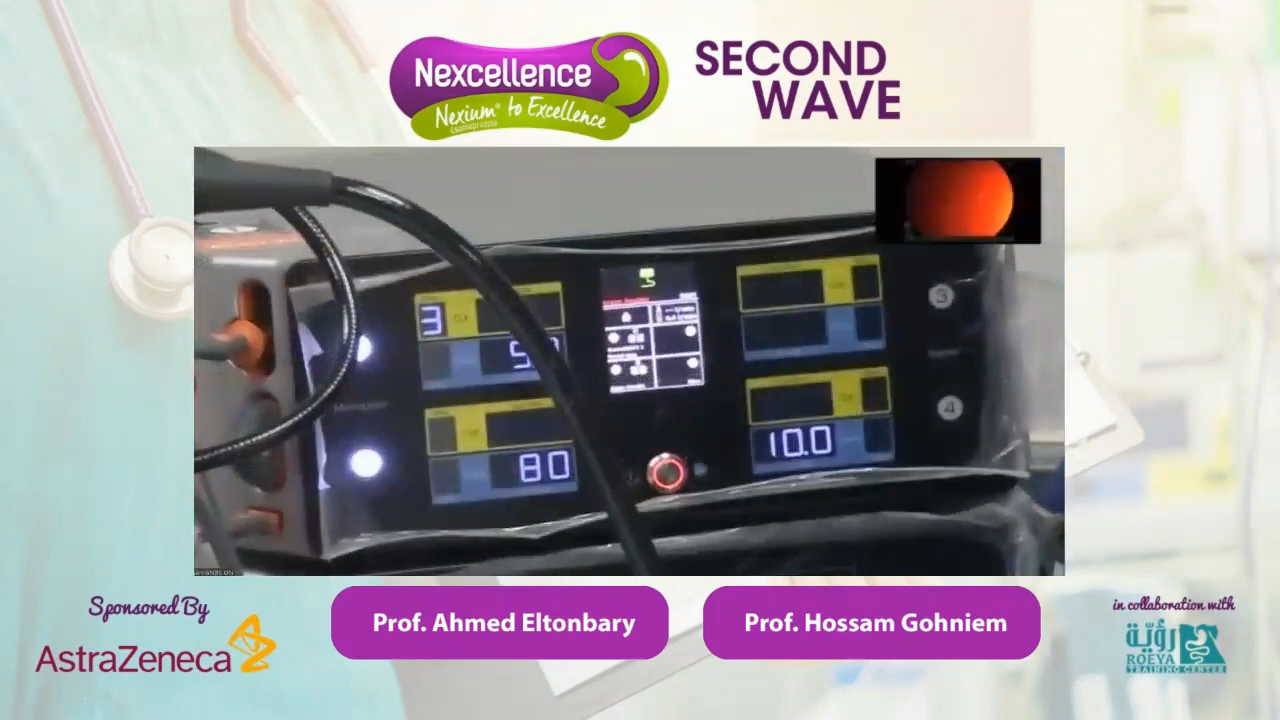 Nexcellence
Nexium® to Excellence
Esomeprazole
SECOND
WAVE
3
80
10.0
3
4
Sponsored By
AstraZeneca
Prof. Ahmed Eltonbary
Prof. Hossam Gohniem
in collaboration with
رؤية
ROEYA
TRAINING CENTER